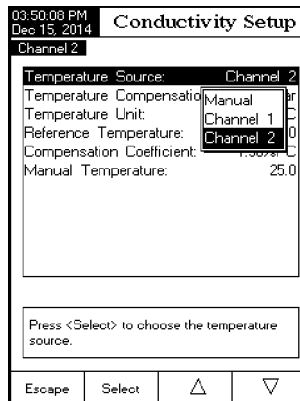 03:50:08 PM
Dec 15, 2014
Conductivity Setup
Channel 2
Temperature Source: Channel 2
Temperature
Temperature Unit: C
Reference Temperature: 0
Compensation Coefficient: C
Manual Temperature: 25.0
Manual
Channel 1
Channel 2
Press <Select> to choose the temperature
source.
Escape Select △ ▽